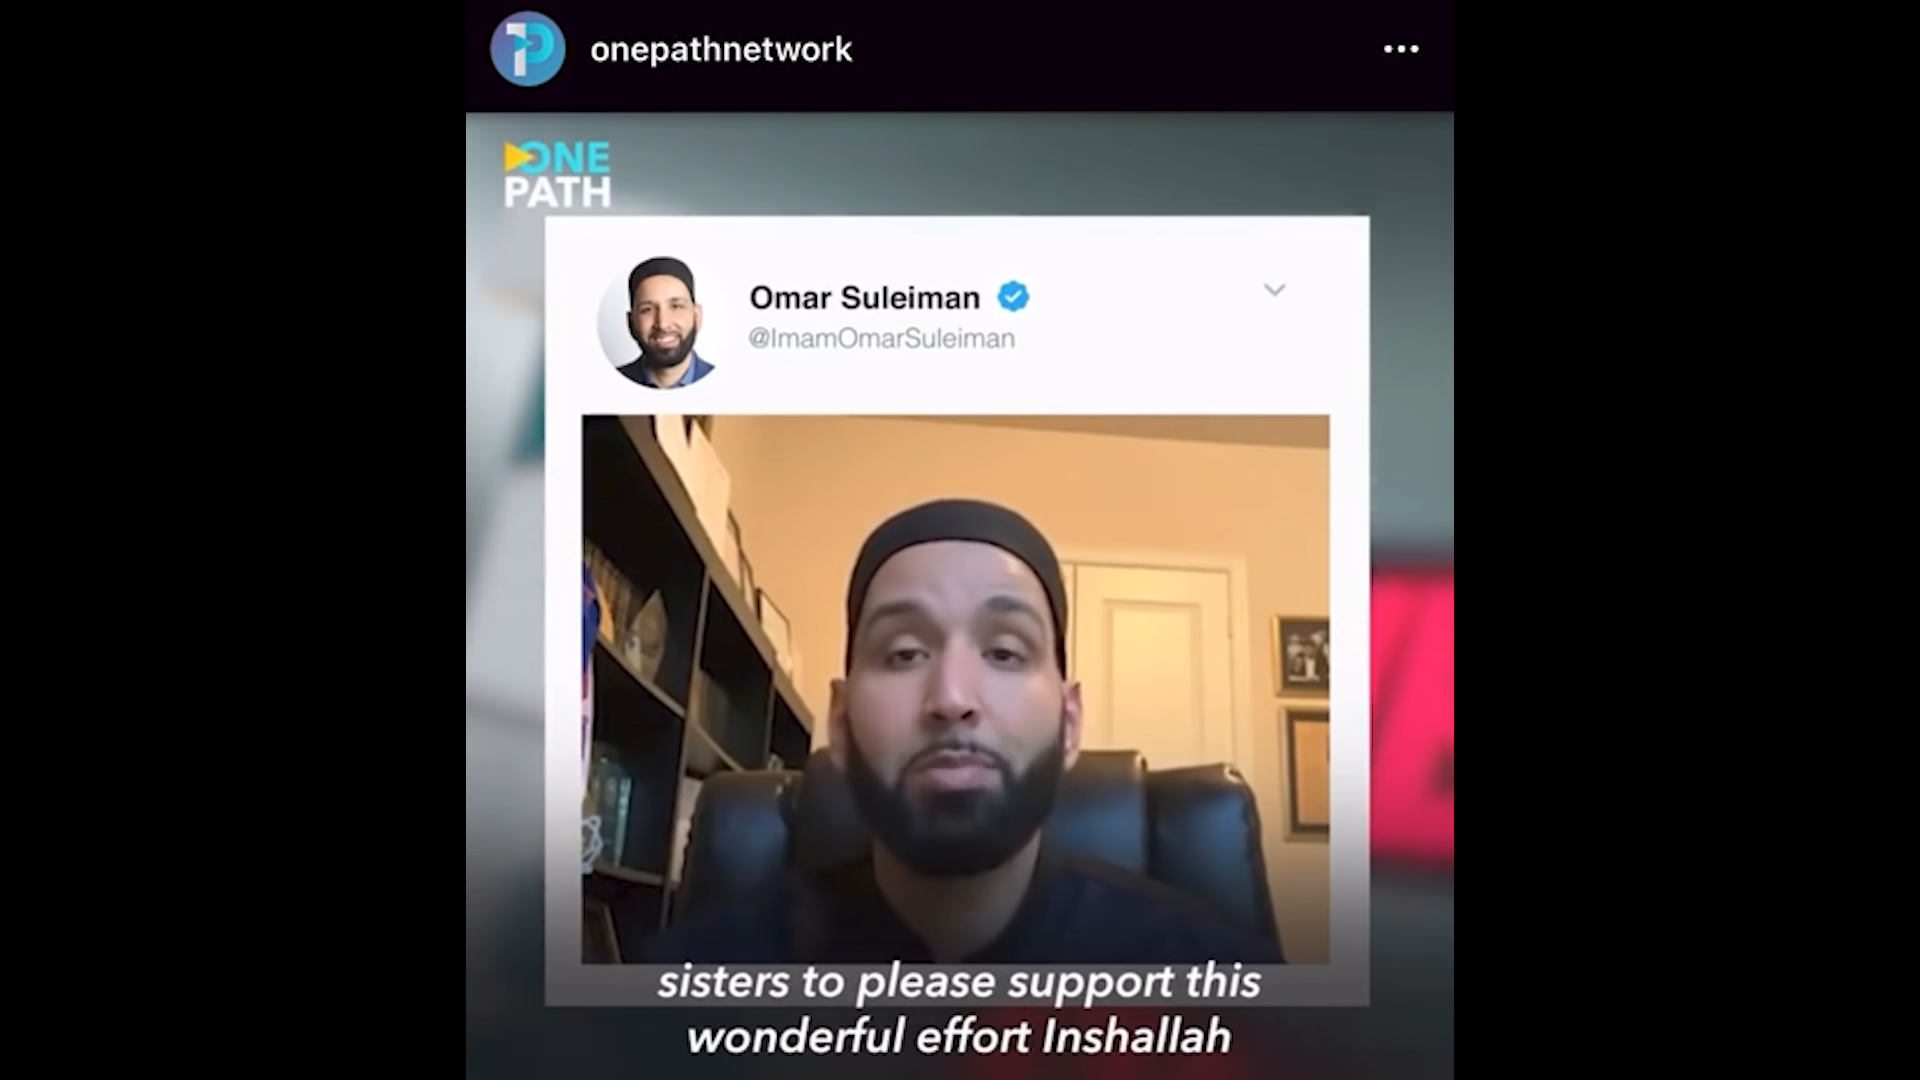 onepathnetwork
ONE
PATH
Omar Suleiman
@ImamOmarSuleiman
sisters to please support this
wonderful effort Inshallah